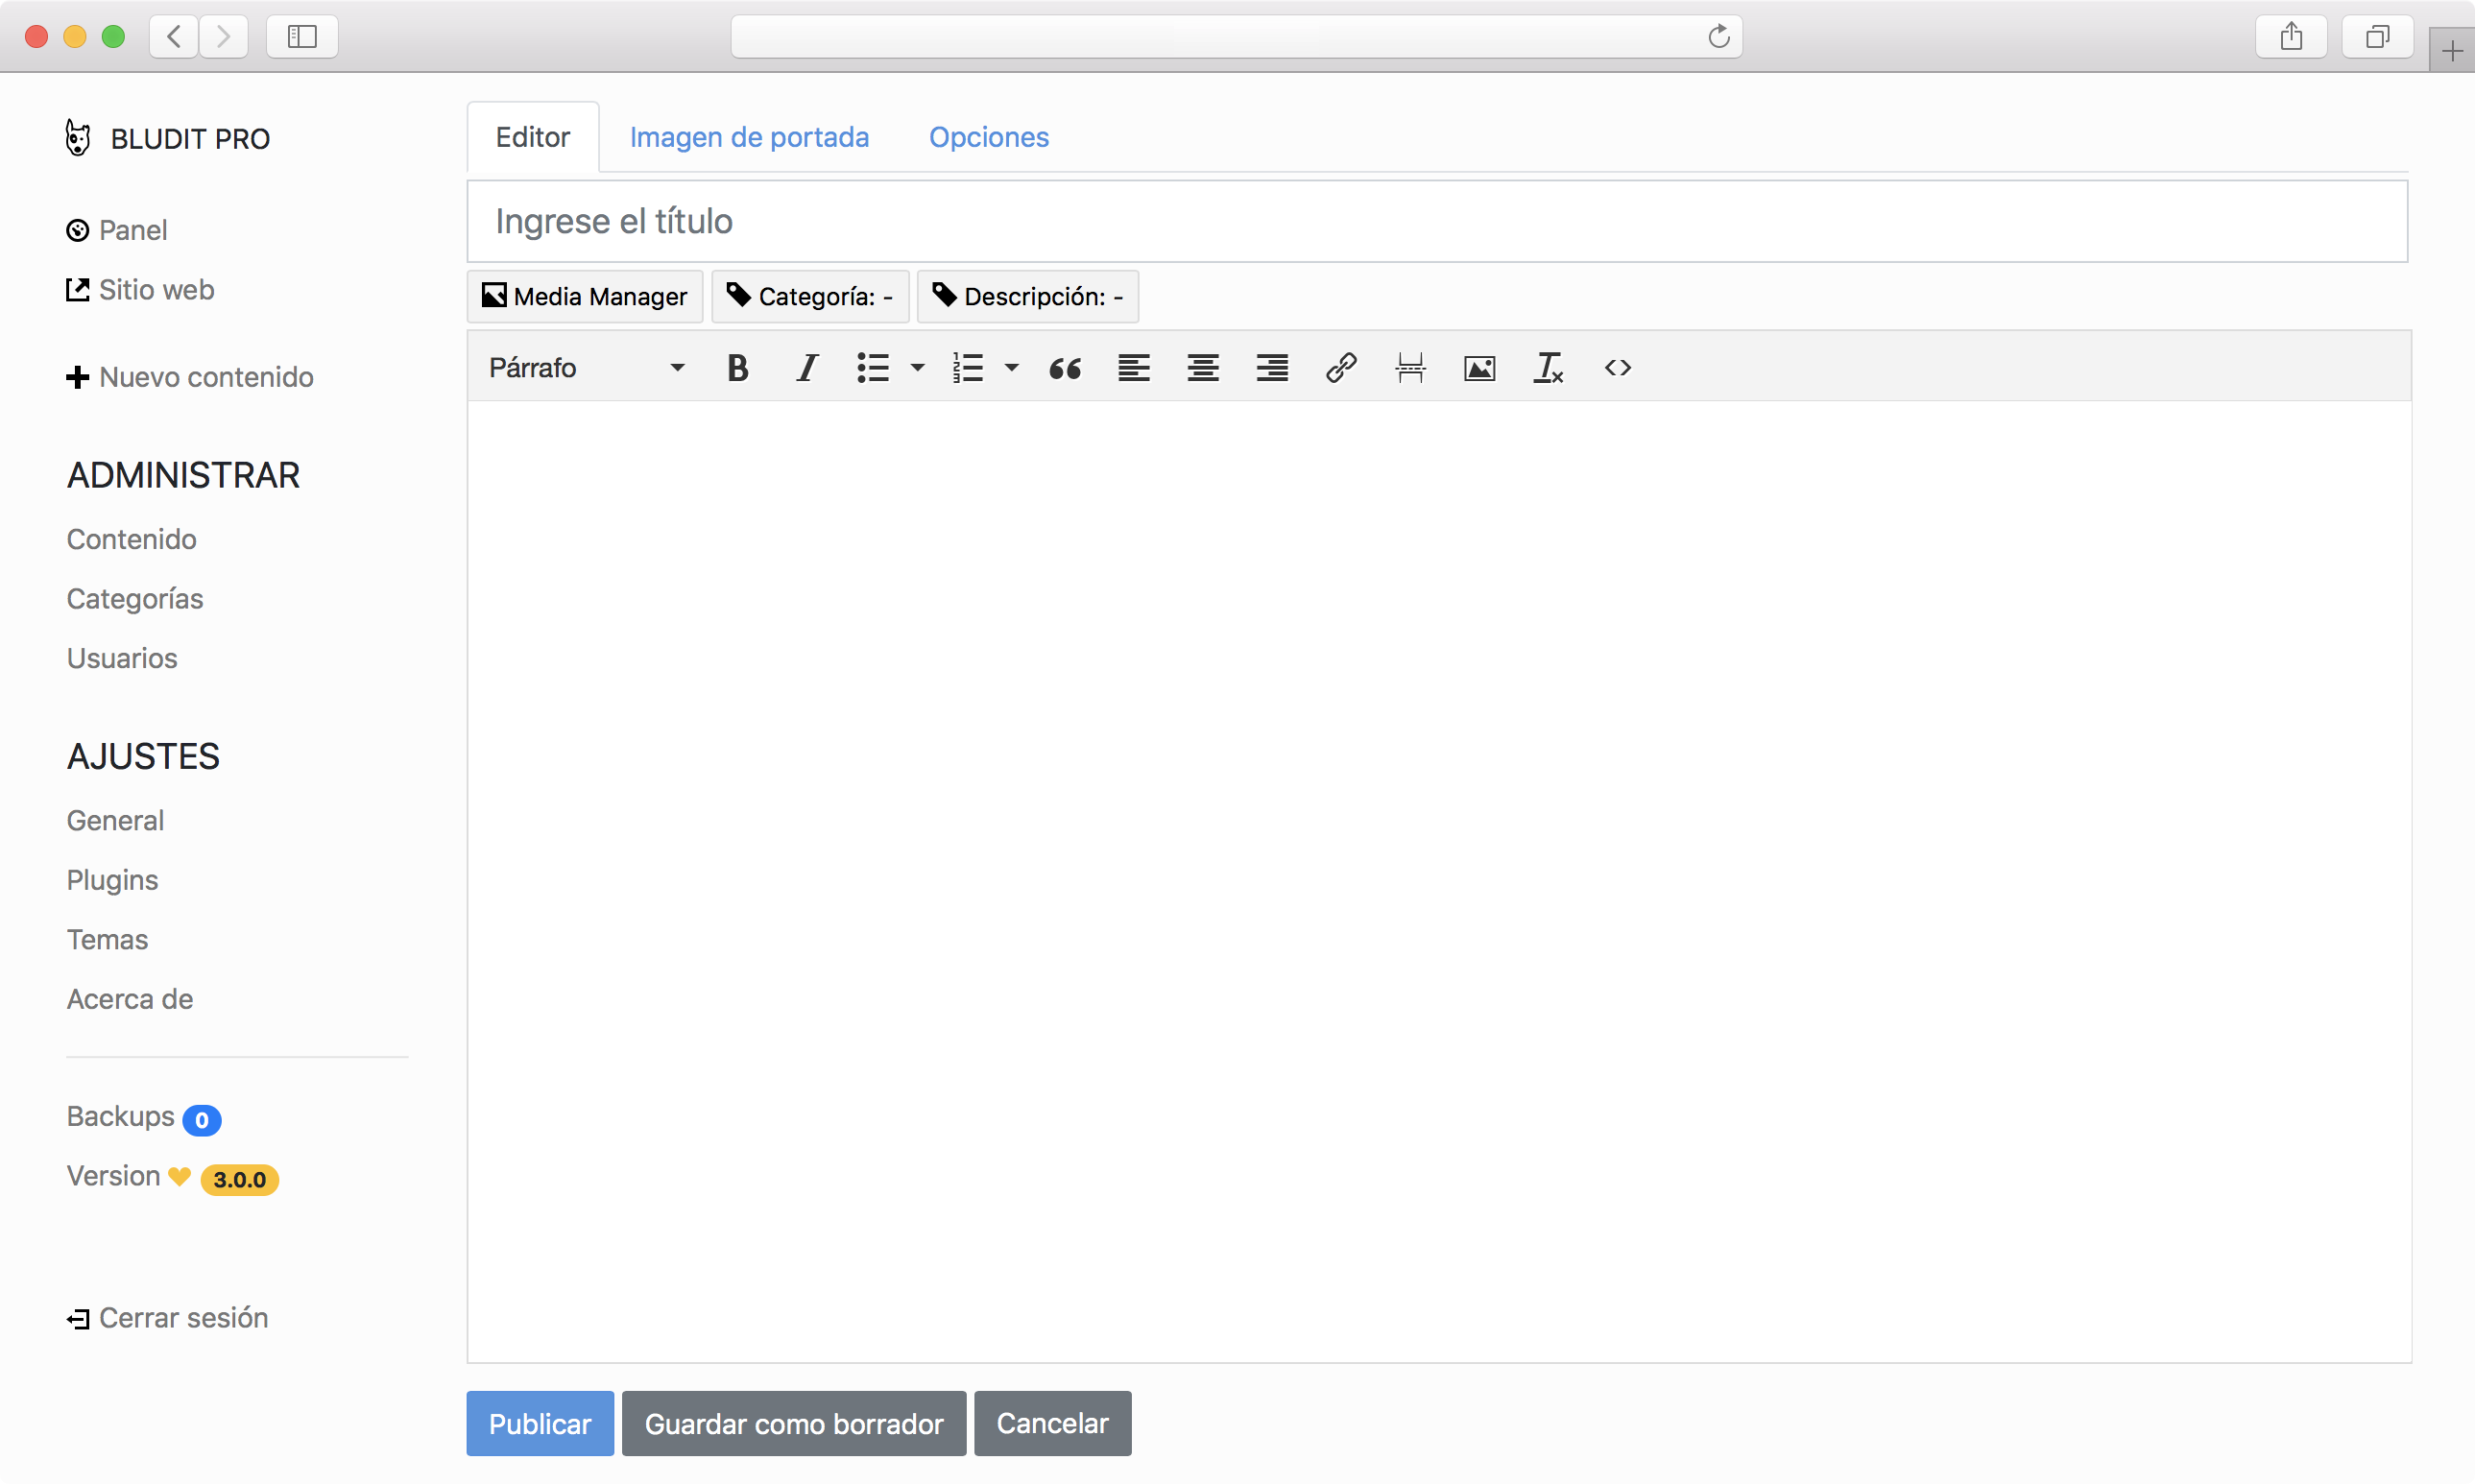 BLUDIT PRO
Panel
Sitio web
Nuevo contenido
ADMINISTRAR
Contenido
Categorías
Usuarios
AJUSTES
General
Plugins
Temas
Acerca de
Backups 0
Version 3.0.0
Cerrar sesión
Editor Imagen de portada Opciones
Ingrese el título
Media Manager Categoría: - Descripción: -
Párrafo
Publicar Guardar como borrador Cancelar